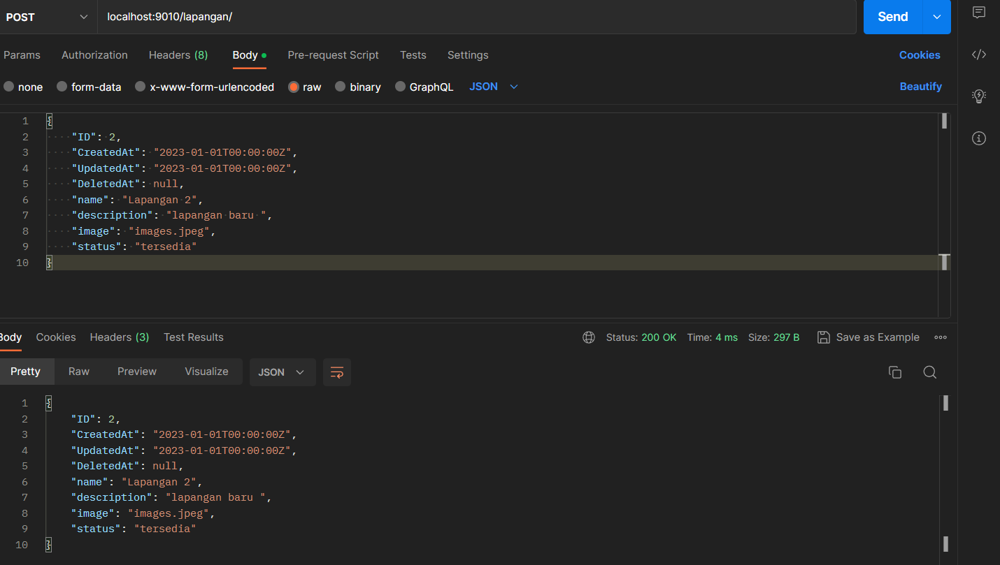 POST localhost:9010/lapangan/ Send
Params Authorization Headers (8) Body Pre-request Script Tests Settings Cookies
none form-data x-www-form-urlencoded raw binary GraphQL JSON Beautify
1 {
2 "ID": 2,
3 "CreatedAt": "2023-01-01T00:00:00Z",
4 "UpdatedAt": "2023-01-01T00:00:00Z",
5 "DeletedAt": null,
6 "name": "Lapangan 2",
7 "description": "lapangan baru ",
8 "image": "images.jpeg",
9 "status": "tersedia"
10 }
Body Cookies Headers (3) Test Results Status: 200 OK Time: 4 ms Size: 297 B Save as Example
Pretty Raw Preview Visualize JSON
1 {
2 "ID": 2,
3 "CreatedAt": "2023-01-01T00:00:00Z",
4 "UpdatedAt": "2023-01-01T00:00:00Z",
5 "DeletedAt": null,
6 "name": "Lapangan 2",
7 "description": "lapangan baru ",
8 "image": "images.jpeg",
9 "status": "tersedia"
10 }